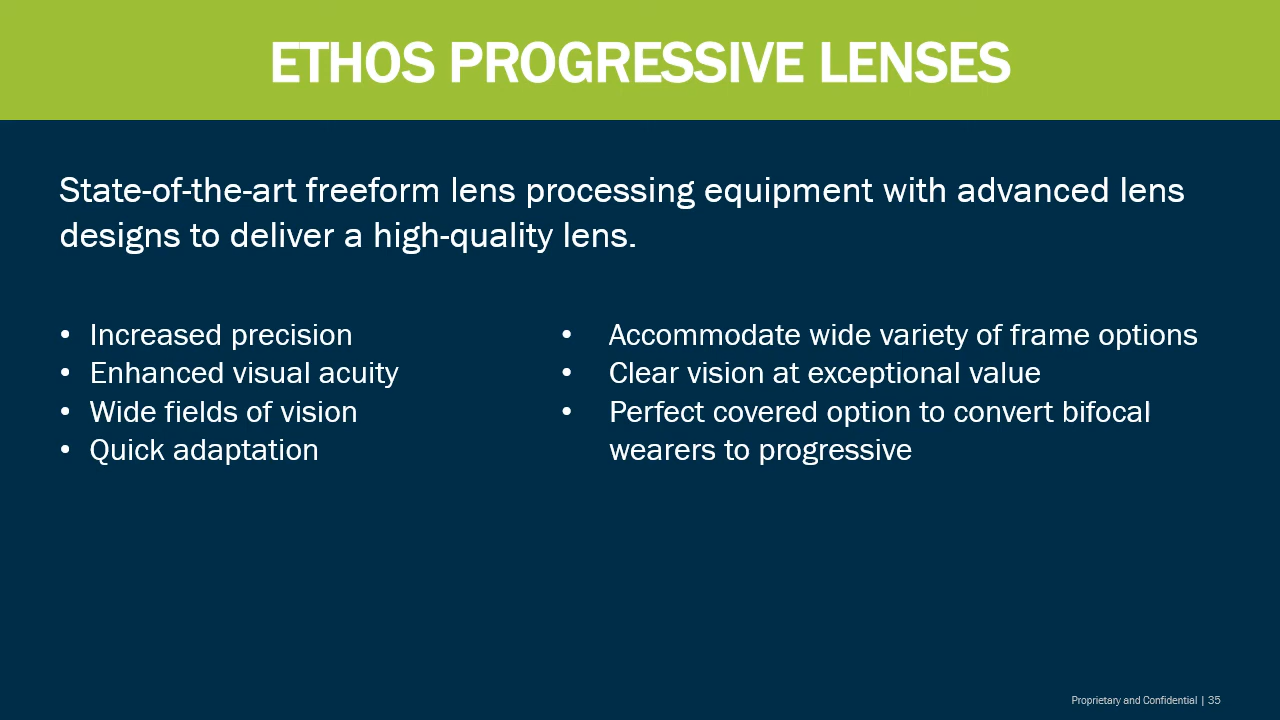 ETHOS PROGRESSIVE LENSES
State-of-the-art freeform lens processing equipment with advanced lens
designs to deliver a high-quality lens.
• Increased precision
• Enhanced visual acuity
• Wide fields of vision
• Quick adaptation
• Accommodate wide variety of frame options
• Clear vision at exceptional value
• Perfect covered option to convert bifocal
wearers to progressive
Proprietary and Confidential | 35